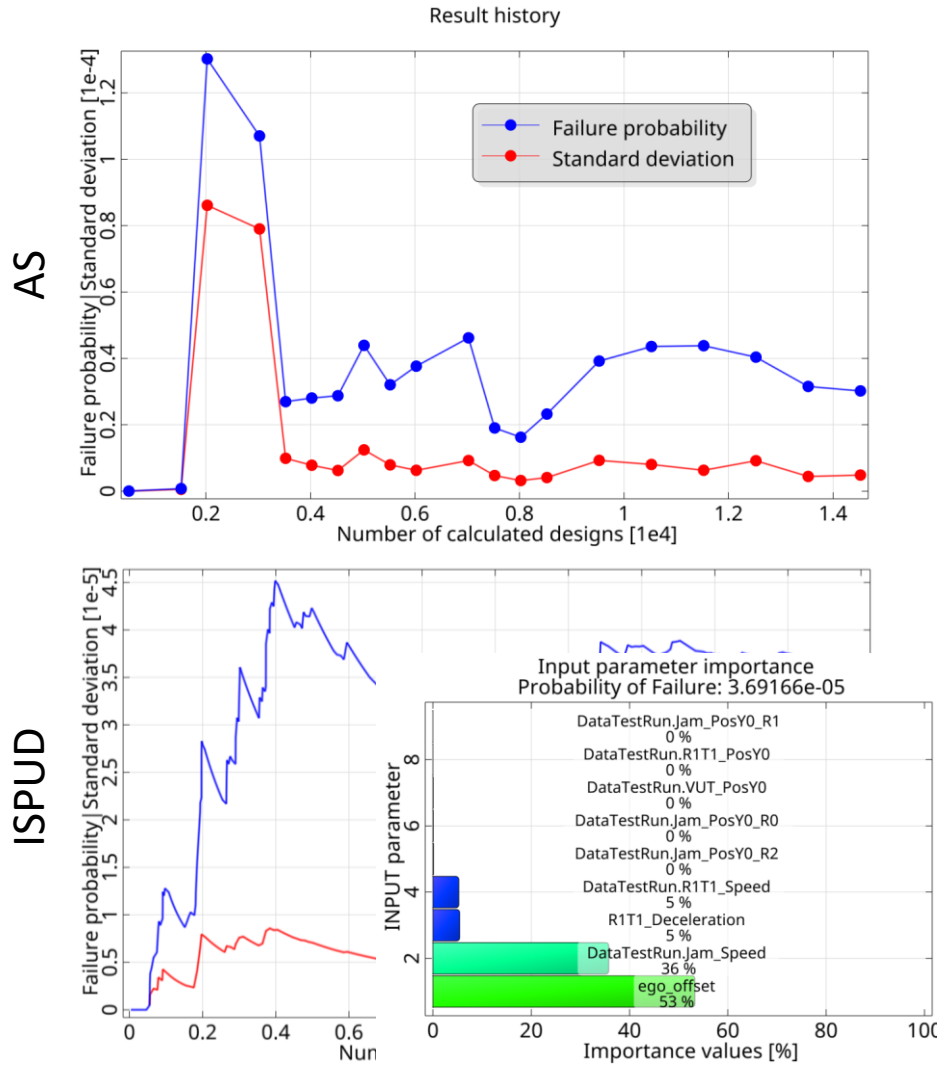 Result history
AS
Failure probability|Standard deviation [1e-4]
1.2
1
0.8
0.6
0.4
0.2
0
Failure probability
Standard deviation
0.2 0.4 0.6 0.8 1 1.2 1.4
Number of calculated designs [1e4]
ISPUD
Failure probability|Standard deviation [1e-5]
4.5
4
3.5
3
2.5
2
1.5
1
0.5
0
0 0.2 0.4 0.6
Num
Input parameter importance
Probability of Failure: 3.69166e-05
INPUT parameter
8
6
4
2
DataTestRun.Jam_PosY0_R1
0 %
DataTestRun.R1T1_PosY0
0 %
DataTestRun.VUT_PosY0
0 %
DataTestRun.Jam_PosY0_R0
0 %
DataTestRun.Jam_PosY0_R2
0 %
DataTestRun.R1T1_Speed
5 %
R1T1_Deceleration
5 %
DataTestRun.Jam_Speed
36 %
ego_offset
53 %
0 20 40 60 80 100
Importance values [%]